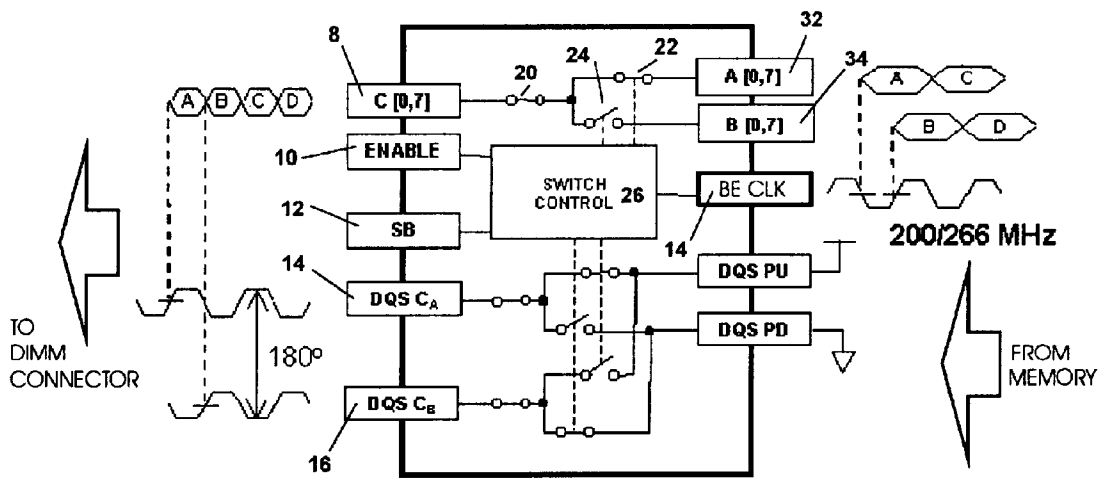 8
20
24
22
32
34
C [0,7]
A [0,7]
B [0,7]
A B C D
A C
B D
10
ENABLE
SWITCH
CONTROL 26
BE CLK
12
SB
14
200/266 MHz
14
DQS CA
DQS PU
DQS PD
180°
TO
DIMM
CONNECTOR
FROM
MEMORY
DQS CB
16